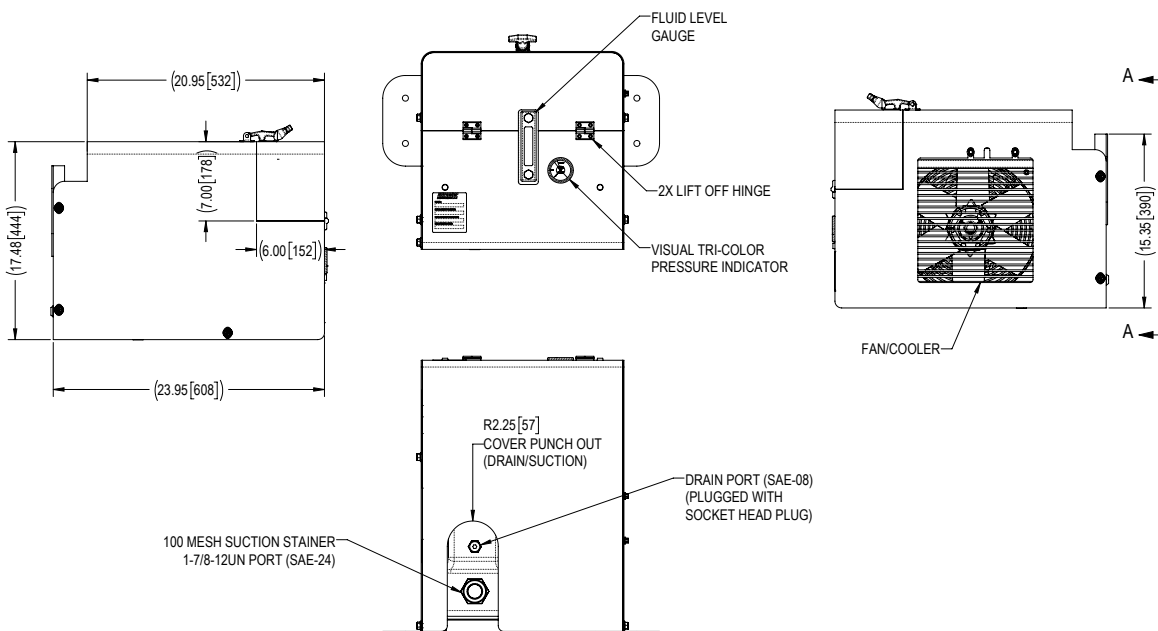 FLUID LEVEL
GAUGE
(20.95[532])
(7.00[178])
(17.48[444])
(6.00[152])
(23.95[608])
2X LIFT OFF HINGE
VISUAL TRI-COLOR
PRESSURE INDICATOR
A
(15.35[390])
A
FAN/COOLER
R2.25[57]
COVER PUNCH OUT
(DRAIN/SUCTION)
DRAIN PORT (SAE-08)
(PLUGGED WITH
SOCKET HEAD PLUG)
100 MESH SUCTION STAINER
1-7/8-12UN PORT (SAE-24)